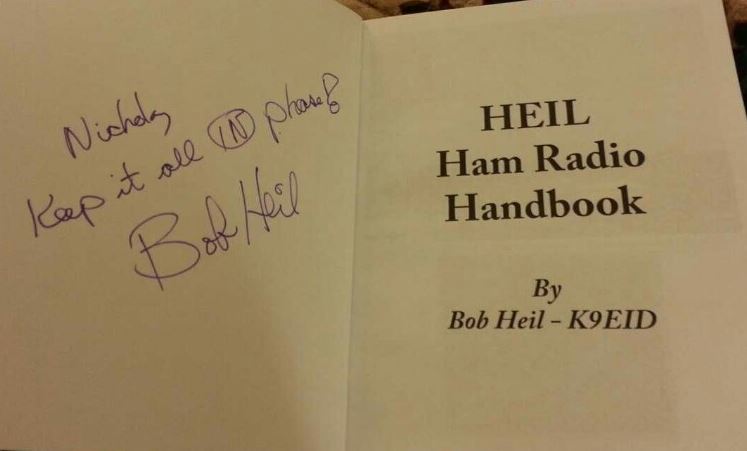 Nicholas
Keep it all IN phase!
Bob Heil
HEIL
Ham Radio
Handbook
By
Bob Heil – K9EID